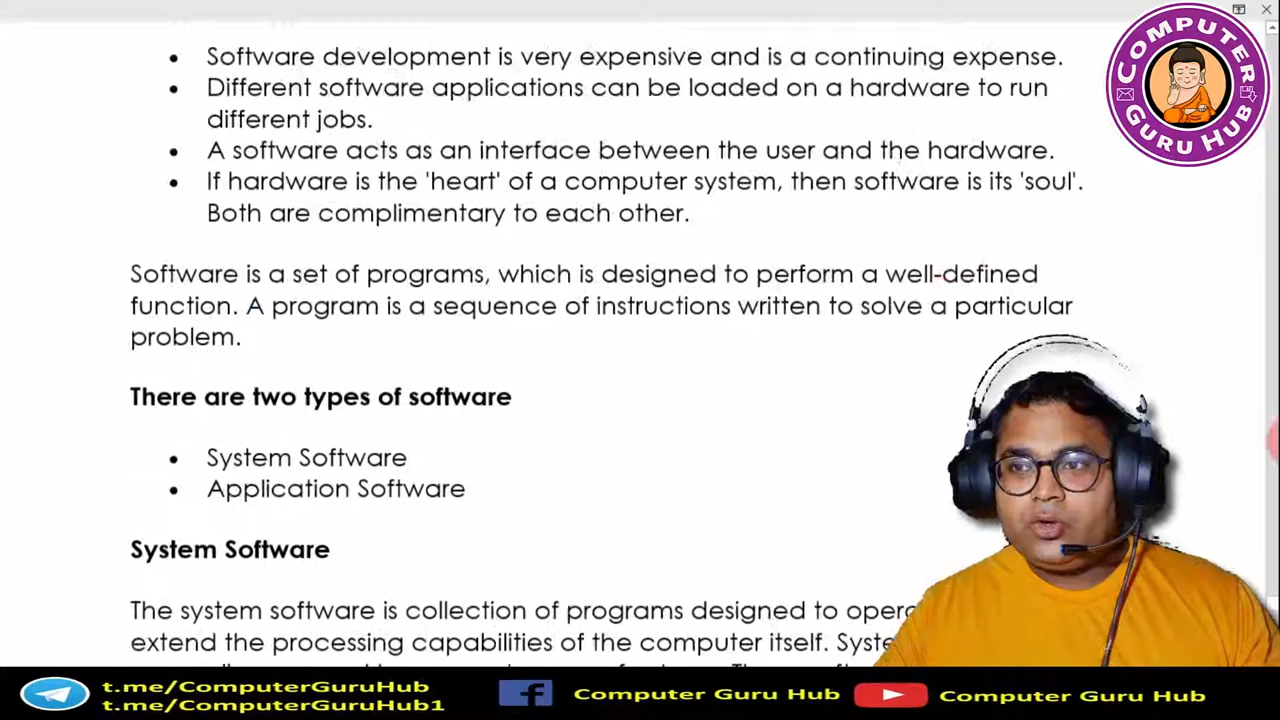 • Software development is very expensive and is a continuing expense.
• Different software applications can be loaded on a hardware to run
different jobs.
• A software acts as an interface between the user and the hardware.
• If hardware is the 'heart' of a computer system, then software is its 'soul'.
Both are complimentary to each other.
Software is a set of programs, which is designed to perform a well-defined
function. A program is a sequence of instructions written to solve a particular
problem.
There are two types of software
• System Software
• Application Software
System Software
The system software is collection of programs designed to
extend the processing capabilities of the computer itself.
COMPUTER
GURU HUB
t.me/ComputerGuruHub
t.me/ComputerGuruHub1
Computer Guru Hub
Computer Guru Hub